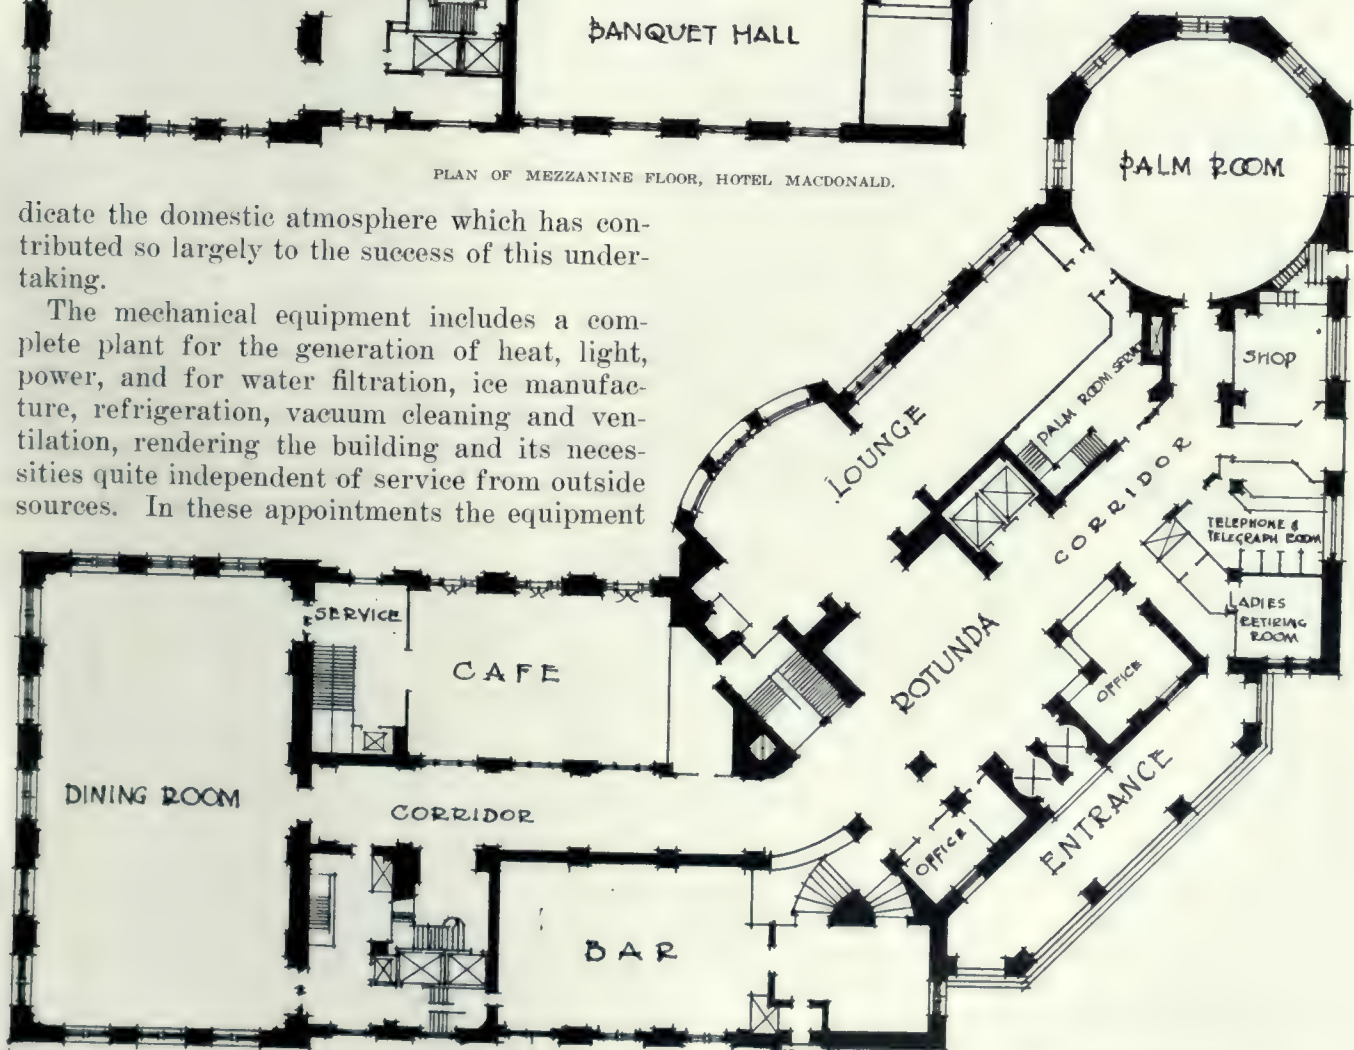 BANQUET HALL
PLAN OF MEZZANINE FLOOR, HOTEL MACDONALD.
dicate the domestic atmosphere which has con-
tributed so largely to the success of this under-
taking.
The mechanical equipment includes a com-
plete plant for the generation of heat, light,
power, and for water filtration, ice manufac-
ture, refrigeration, vacuum cleaning and ven-
tilation, rendering the building and its neces-
sities quite independent of service from outside
sources. In these appointments the equipment
PALM ROOM
SHOP
PALM ROOM SERVICE
LOUNGE
CORRIDOR
TELEPHONE &
TELEGRAPH ROOM
LADIES
RETIRING
ROOM
ROTUNDA
OFFICE
ENTRANCE
OFFICE
SERVICE
CAFE
DINING ROOM
CORRIDOR
BAR